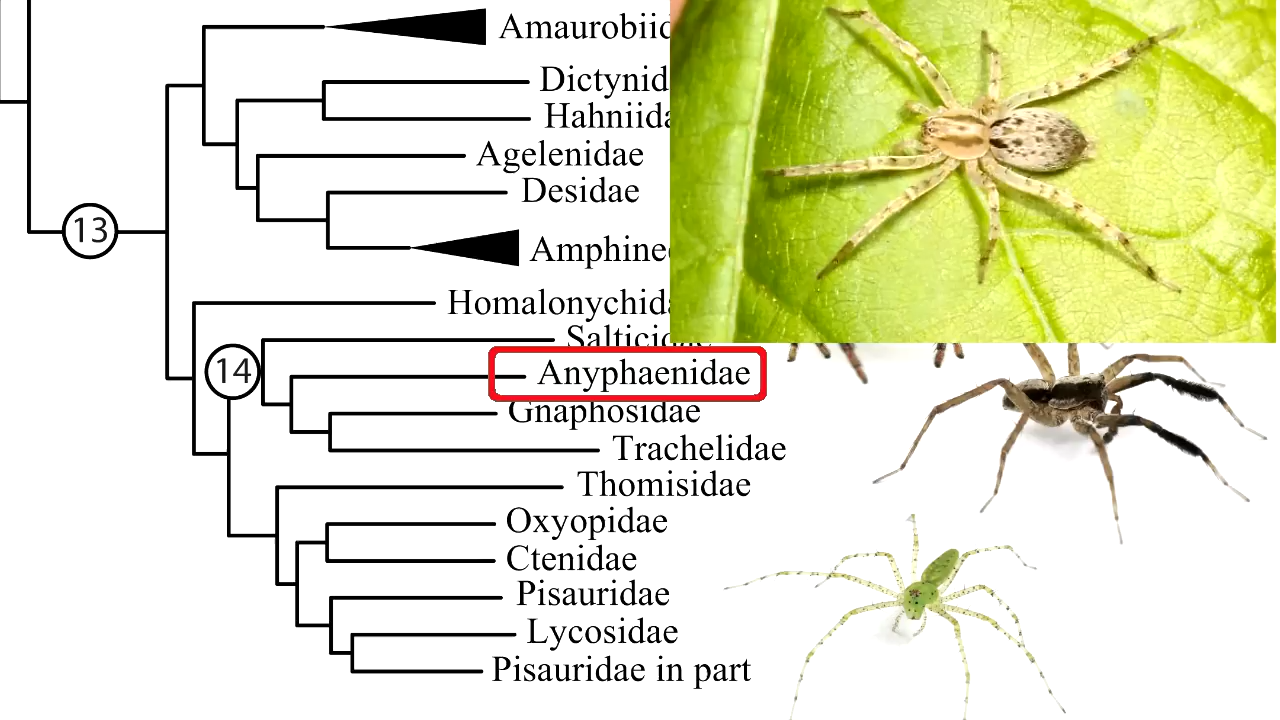 Amaurobiid
Dictynid
Hahniida
Agelenidae
Desidae
13
Amphine
Homalonychida
Salticidae
14
Anyphaenidae
Gnaphosidae
Trachelidae
Thomisidae
Oxyopidae
Ctenidae
Pisauridae
Lycosidae
Pisauridae in part